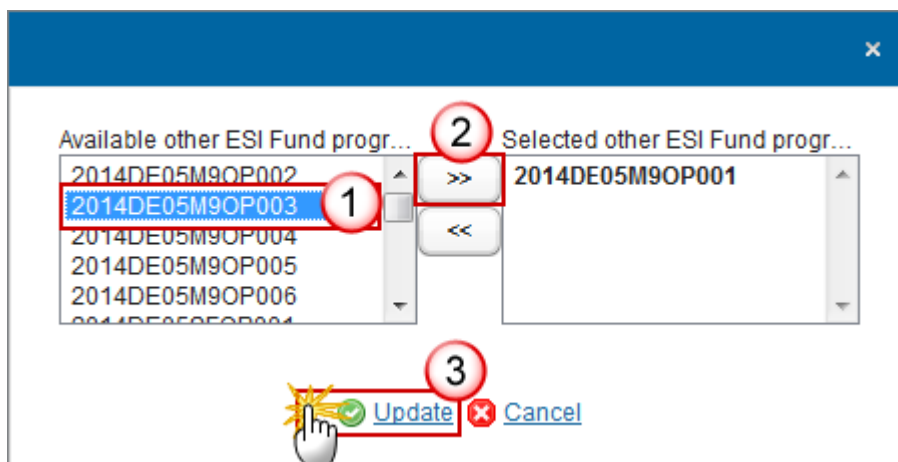 ×
Available other ESI Fund progr...
2
Selected other ESI Fund progr...
2014DE05M9OP002
>>
2014DE05M9OP001
2014DE05M9OP003
1
2014DE05M9OP004
<<
2014DE05M9OP005
2014DE05M9OP006
3
Update
Cancel